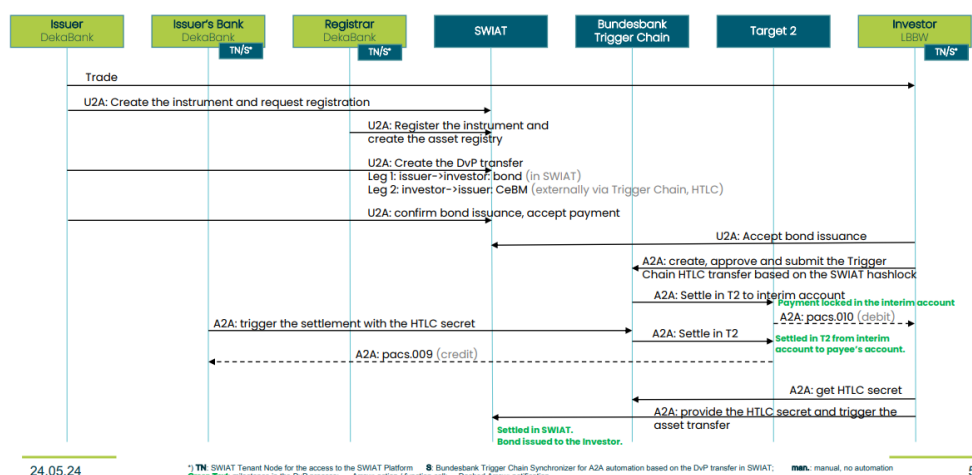 Issuer
DekaBank
Issuer's Bank
DekaBank
TN/S*
Registrar
DekaBank
TN/S*
SWIAT
Bundesbank
Trigger Chain
Target 2
Investor
LBBW
TN/S*
Trade
U2A: Create the instrument and request registration
U2A: Register the instrument and
create the asset registry
U2A: Create the DvP transfer
Leg 1: issuer->investor: bond (in SWIAT)
Leg 2: investor->issuer: CeBM (externally via Trigger Chain, HTLC)
U2A: confirm bond issuance, accept payment
U2A: Accept bond issuance
A2A: create, approve and submit the Trigger
Chain HTLC transfer based on the SWIAT hashlock
A2A: Settle in T2 to interim account
Payment locked in the interim account
A2A: pacs.010 (debit)
A2A: trigger the settlement with the HTLC secret
A2A: Settle in T2
Settled in T2 from interim
account to payee's account.
A2A: pacs.009 (credit)
A2A: get HTLC secret
A2A: provide the HTLC secret and trigger the
asset transfer
Settled in SWIAT.
Bond issued to the Investor.
24.05.24
*) TN: SWIAT Tenant Node for the access to the SWIAT Platform S: Bundesbank Trigger Chain Synchronizer for A2A automation based on the DvP transfer in SWIAT; man.: manual, no automation